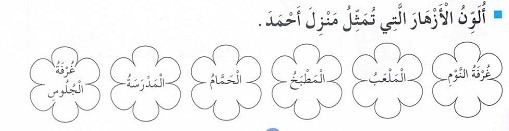 أُلَوِّنُ الْأَزْهَارَ الَّتِي تُمَثِّلُ مَنْزِلَ أَحْمَدَ .
غُرْفَةُ النَّوْمِ
الْمَلْعَبُ
الْمَطْبَخُ
الْحَمَّامُ
الْمَدْرَسَةُ
غُرْفَةُ
الْجُلُوسِ